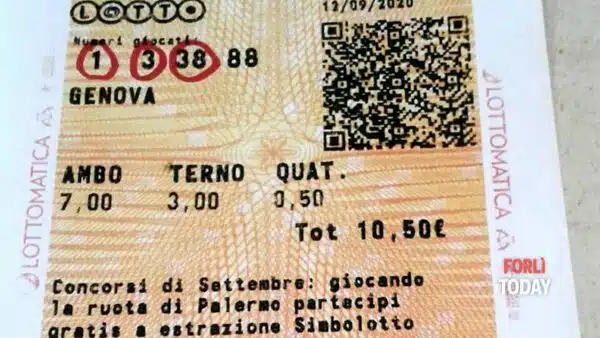 LOTTO
12/09/2020
Numeri giocati:
1 3 38 88
GENOVA
AMBO TERNO QUAT.
7,00 3,00 0,50
Tot 10,50€
Concorsi di Settembre: giocando
la ruota di Palermo partecipi
gratis a estrazione Simbolotto
LOTTOMATICA
LOTTOMATICA
FORLÌ
TODAY